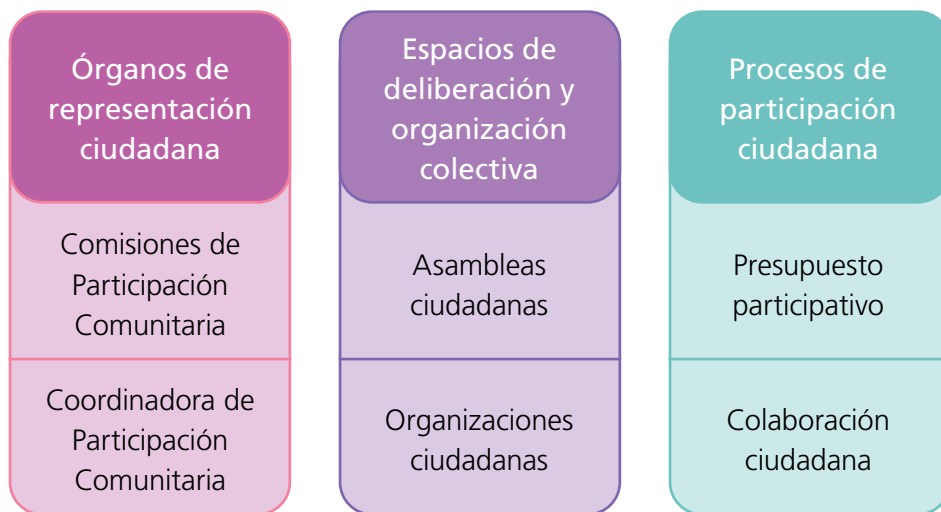 Órganos de
representación
ciudadana
Comisiones de
Participación
Comunitaria
Coordinadora de
Participación
Comunitaria
Espacios de
deliberación y
organización
colectiva
Asambleas
ciudadanas
Organizaciones
ciudadanas
Procesos de
participación
ciudadana
Presupuesto
participativo
Colaboración
ciudadana